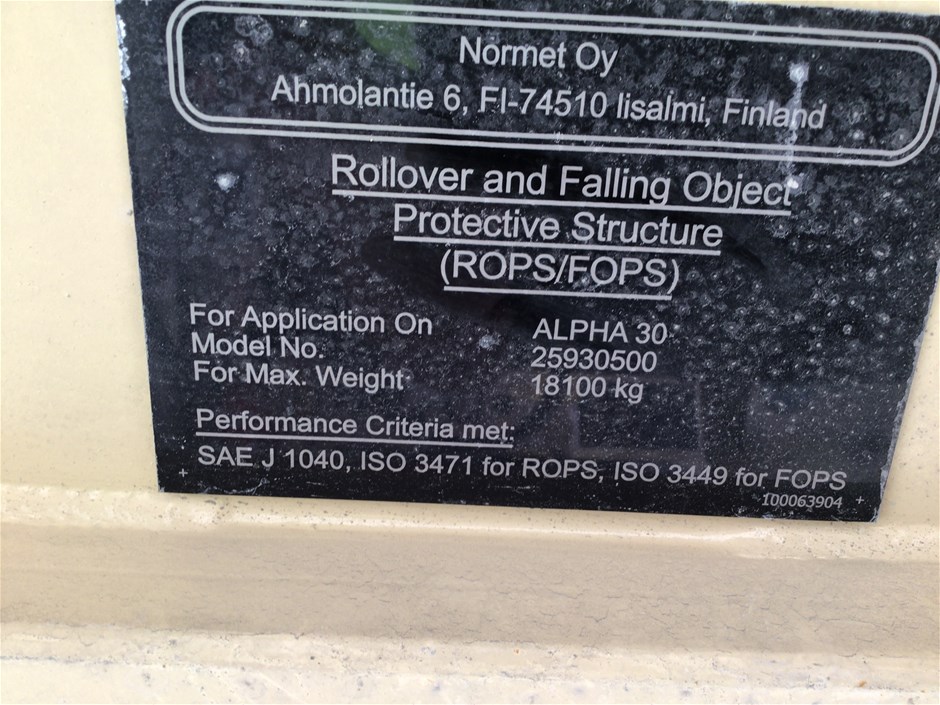 Normet Oy
Ahmolantie 6, FI-74510 Iisalmi, Finland
Rollover and Falling Object
Protective Structure
(ROPS/FOPS)
For Application On ALPHA 30
Model No. 25930500
For Max. Weight 18100 kg
Performance Criteria met:
SAE J 1040, ISO 3471 for ROPS, ISO 3449 for FOPS
100063904